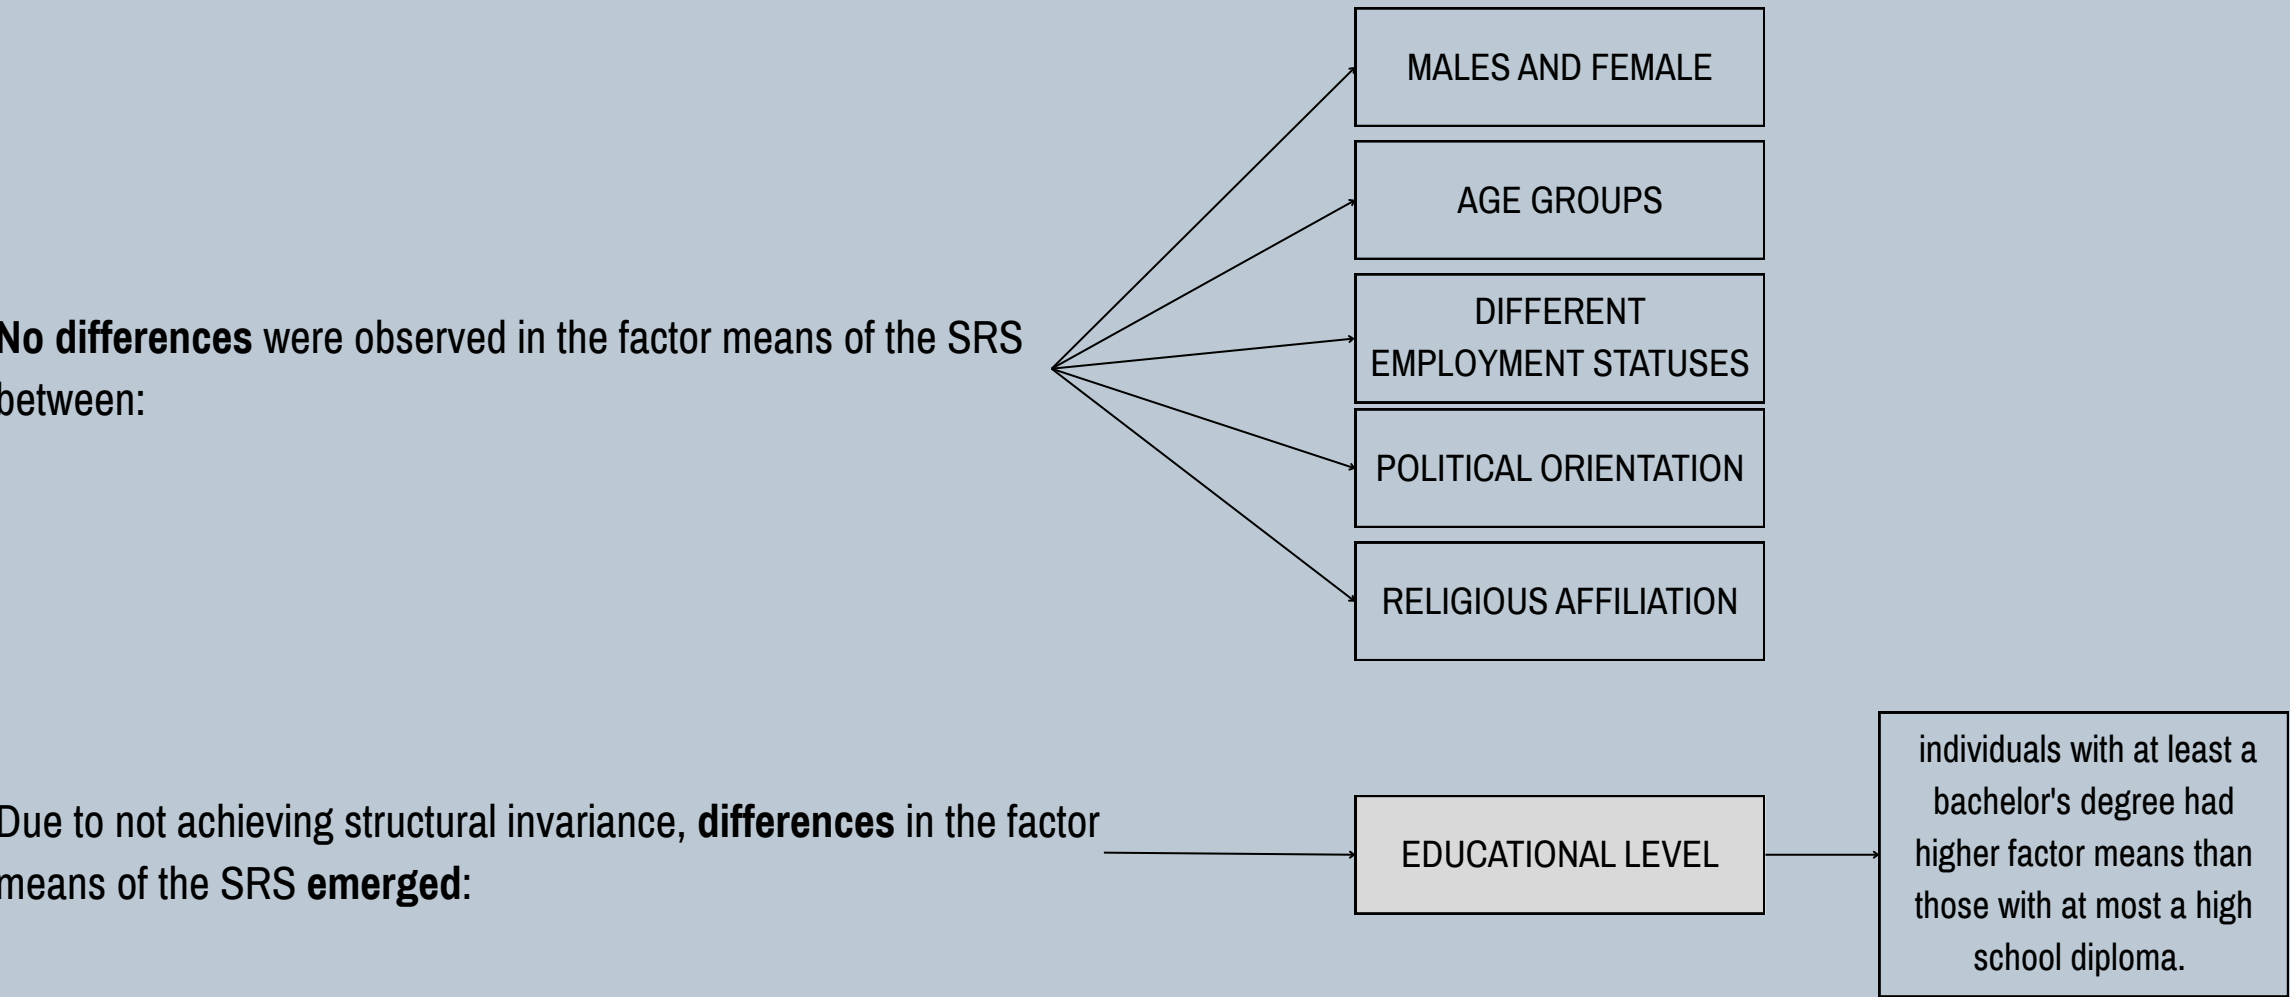 MALES AND FEMALE
AGE GROUPS
DIFFERENT
EMPLOYMENT STATUSES
No differences were observed in the factor means of the SRS
between:
POLITICAL ORIENTATION
RELIGIOUS AFFILIATION
Due to not achieving structural invariance, differences in the factor
means of the SRS emerged:
EDUCATIONAL LEVEL
individuals with at least a
bachelor's degree had
higher factor means than
those with at most a high
school diploma.